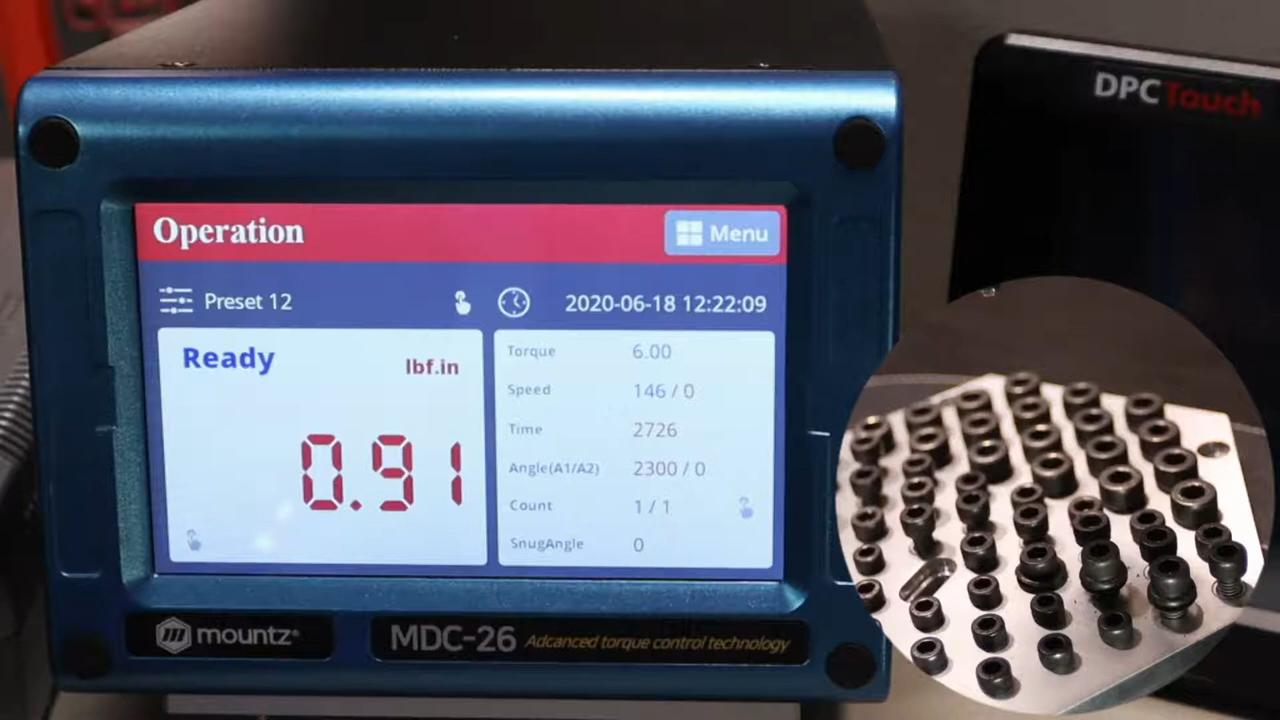 DPC Touch
Operation
Menu
Preset 12
2020-06-18 12:22:09
Ready
lbf.in
0.91
Torque 6.00
Speed 146 / 0
Time 2726
Angle(A1/A2) 2300 / 0
Count 1 / 1
SnugAngle 0
mountz®
MDC-26 Adcanced torque control technology